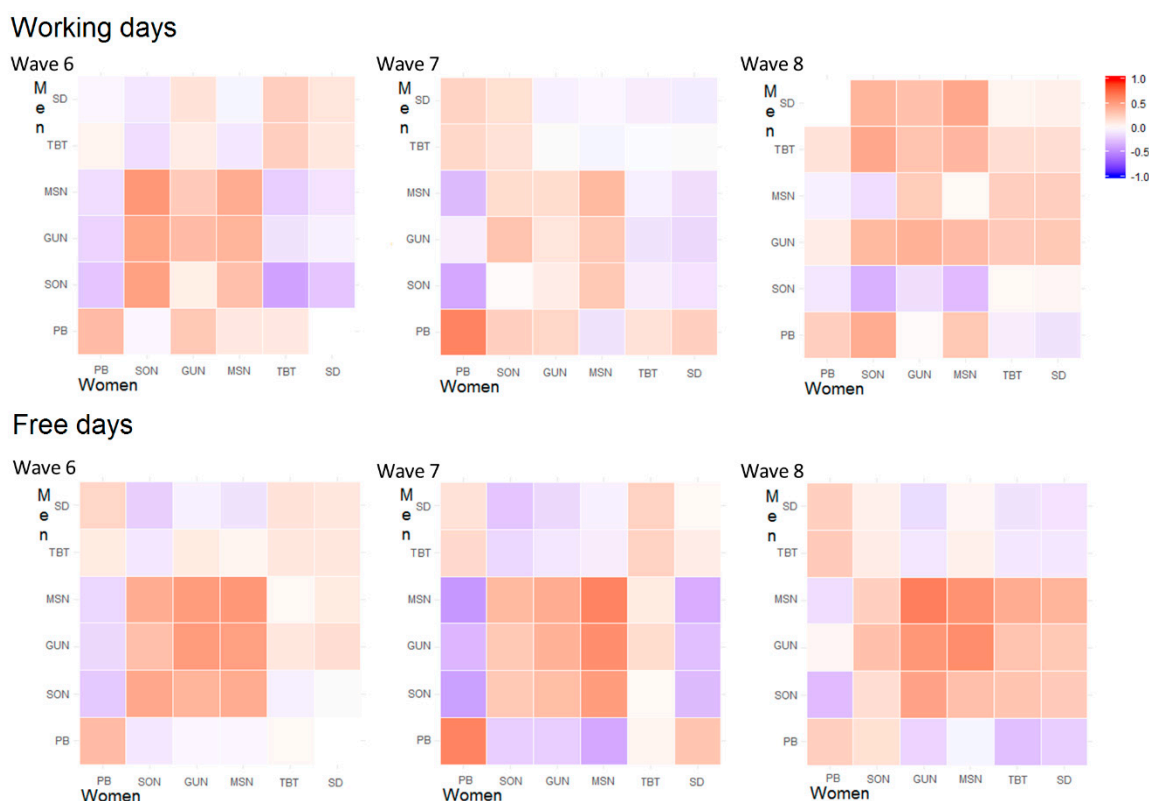 Working days
Wave 6
Wave 7
Wave 8
Men
SD
TBT
MSN
GUN
SON
PB
PB SON GUN MSN TBT SD
Women
Men
SD
TBT
MSN
GUN
SON
PB
PB SON GUN MSN TBT SD
Women
Men
SD
TBT
MSN
GUN
SON
PB
PB SON GUN MSN TBT SD
Women
1.0
0.5
0.0
-0.5
-1.0
Free days
Wave 6
Wave 7
Wave 8
Men
SD
TBT
MSN
GUN
SON
PB
PB SON GUN MSN TBT SD
Women
Men
SD
TBT
MSN
GUN
SON
PB
PB SON GUN MSN TBT SD
Women
Men
SD
TBT
MSN
GUN
SON
PB
PB SON GUN MSN TBT SD
Women